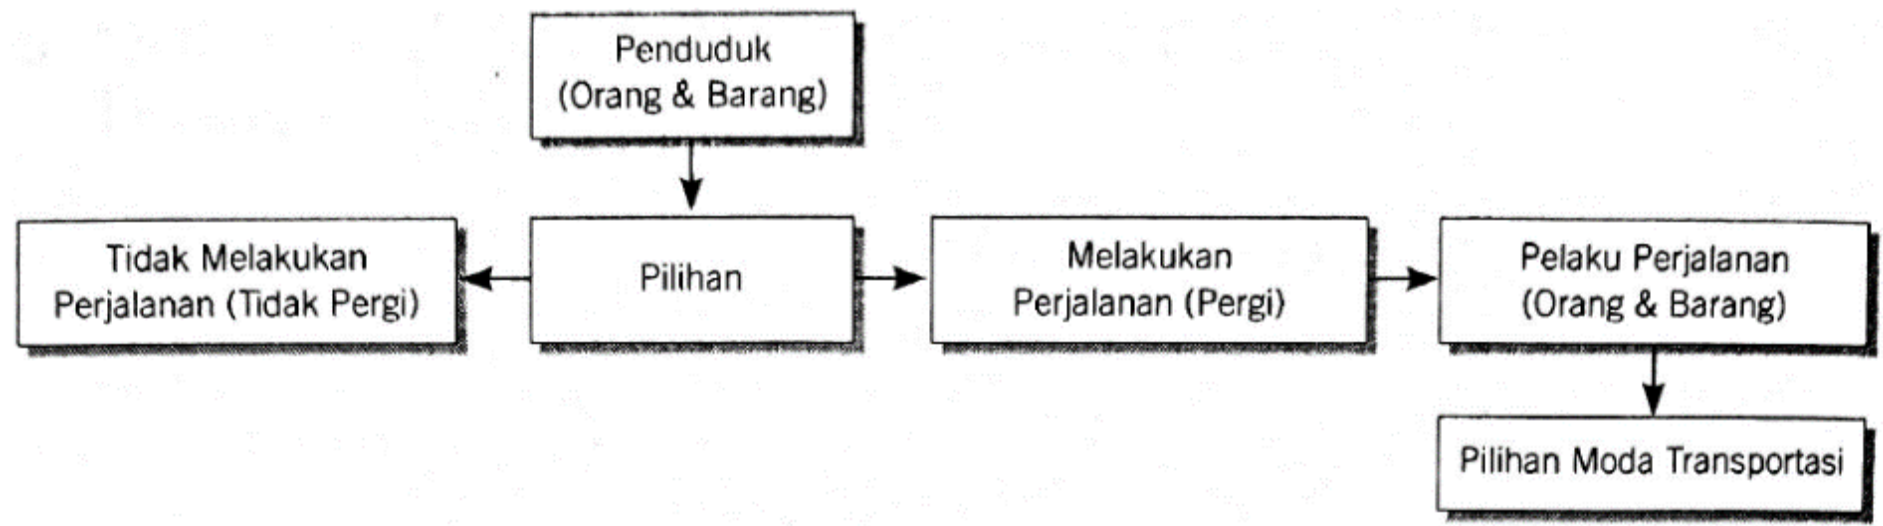 Penduduk
(Orang & Barang)
Tidak Melakukan
Perjalanan (Tidak Pergi)
Pilihan
Melakukan
Perjalanan (Pergi)
Pelaku Perjalanan
(Orang & Barang)
Pilihan Moda Transportasi